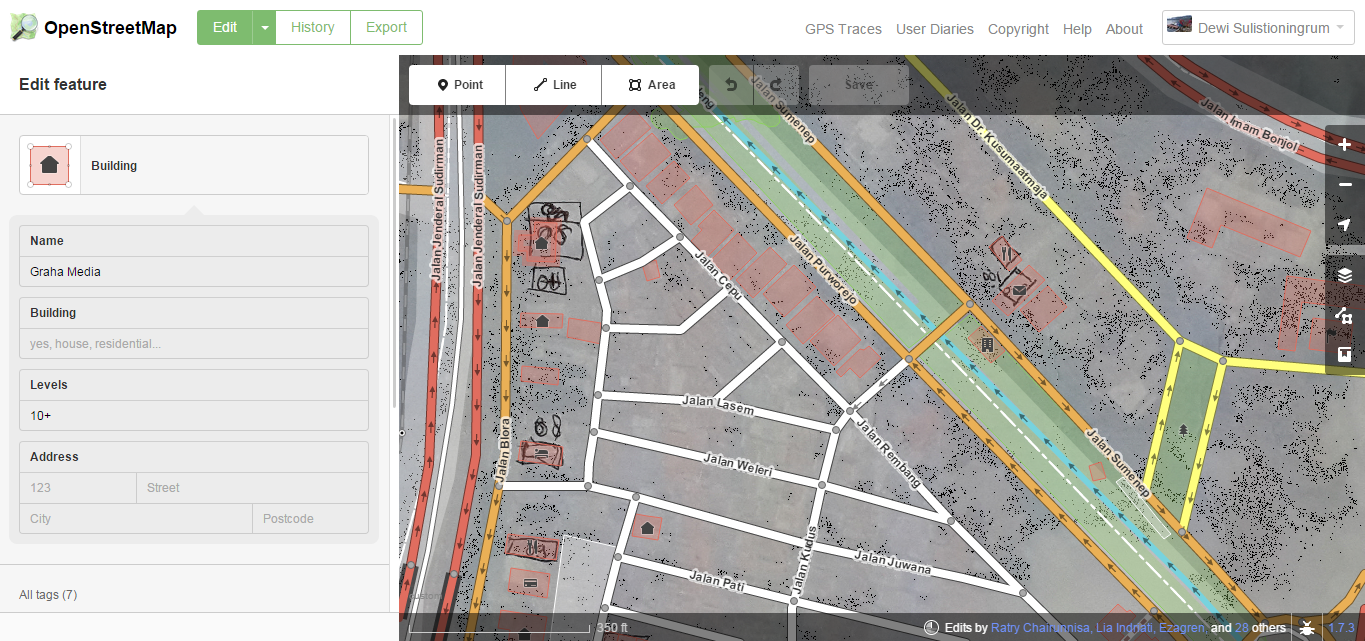 OpenStreetMap
Edit
History
Export
GPS Traces
User Diaries
Copyright
Help
About
Dewi Sulistioningrum
Edit feature
Point
Line
Area
Save
Building
Name
Graha Media
Building
yes, house, residential...
Levels
10+
Address
123
Street
City
Postcode
All tags (7)
Jalan Jenderal Sudirman
Jalan Jenderal Sudirman
Jalan Blora
Jalan Sumenep
Jalan Dr. Kusumaatmaja
Jalan Imam Bonjol
Jalan Purworejo
Jalan Cepu
Jalan Lasem
Jalan Weleri
Jalan Rembang
Jalan Sumenep
Jalan Kudus
Jalan Juwana
Jalan Pati
350 ft
Edits by Ratry Chairunnisa, Lia Indriati, Ezagren, and 28 others
1.7.3